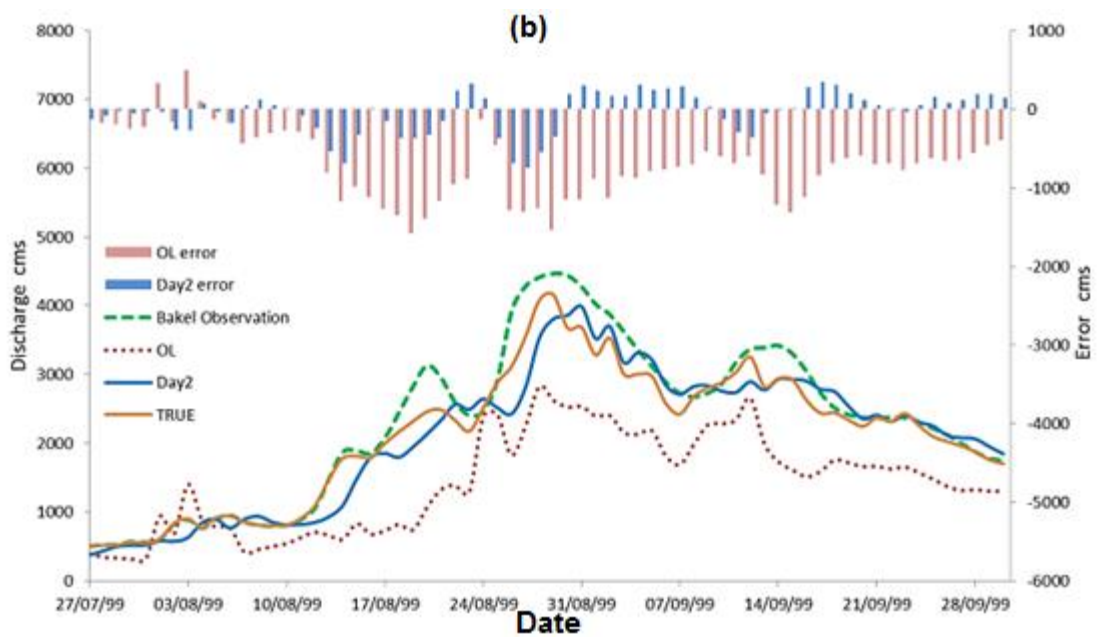 (b)
8000
7000
6000
5000
4000
3000
2000
1000
0
Discharge cms
1000
0
-1000
-2000
-3000
-4000
-5000
-6000
Error cms
OL error
Day2 error
Bakel Observation
OL
Day2
TRUE
27/07/99 03/08/99 10/08/99 17/08/99 24/08/99 31/08/99 07/09/99 14/09/99 21/09/99 28/09/99
Date